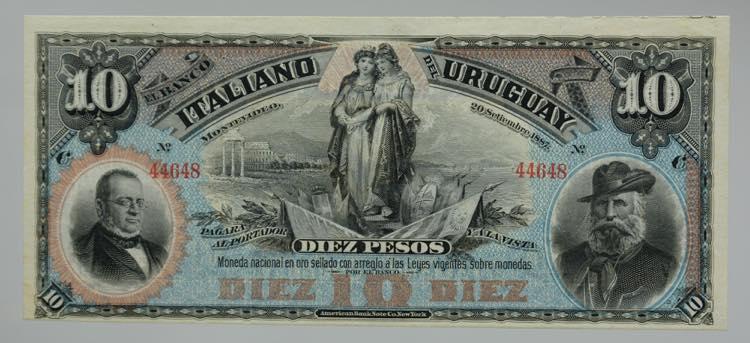 10 10
EL BANCO
ITALIANO DEL URUGUAY
MONTEVIDEO, 20 Setiembre 1887.
Nº Nº
44648 44648
PAGARÁ Y A LA VISTA
AL PORTADOR
DIEZ PESOS
Moneda nacional en oro sellado con arreglo a las Leyes vigentes sobre monedas.
POR EL BANCO
DIEZ 10 DIEZ
10 10
American Bank Note Co. New York